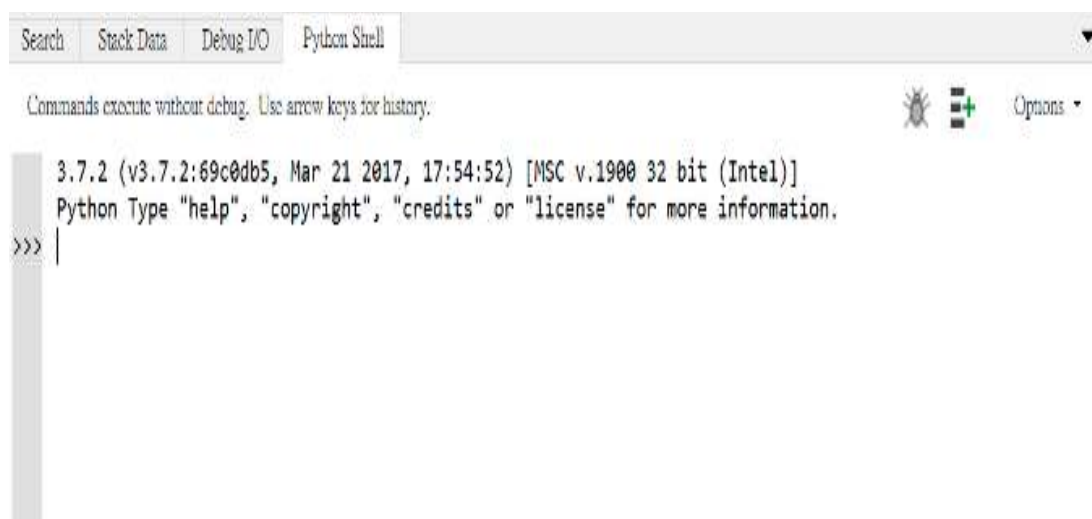 Search Stack Data Debug I/O Python Shell
Commands execute without debug. Use arrow keys for history.
Options
3.7.2 (v3.7.2:69c0db5, Mar 21 2017, 17:54:52) [MSC v.1900 32 bit (Intel)]
Python Type "help", "copyright", "credits" or "license" for more information.
>>>